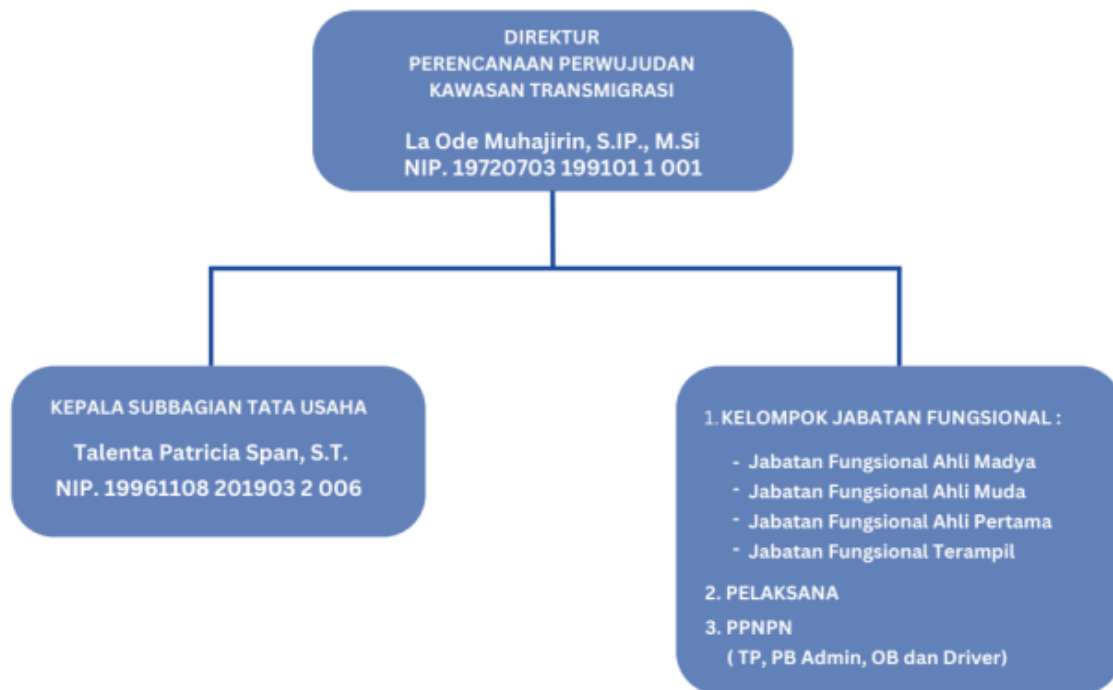 DIREKTUR
PERENCANAAN PERWUJUDAN
KAWASAN TRANSMIGRASI
La Ode Muhajirin, S.IP., M.Si
NIP. 19720703 199101 1 001
KEPALA SUBBAGIAN TATA USAHA
Talenta Patricia Span, S.T.
NIP. 19961108 201903 2 006
1. KELOMPOK JABATAN FUNGSIONAL :
- Jabatan Fungsional Ahli Madya
- Jabatan Fungsional Ahli Muda
- Jabatan Fungsional Ahli Pertama
- Jabatan Fungsional Terampil
2. PELAKSANA
3. PPNPN
( TP, PB Admin, OB dan Driver)